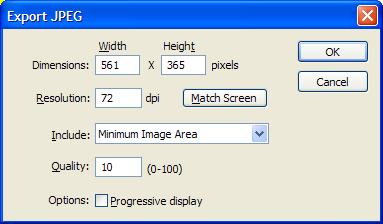 Export JPEG
Width Height
Dimensions: 561 X 365 pixels
OK
Cancel
Resolution: 72 dpi Match Screen
Include: Minimum Image Area
Quality: 10 (0-100)
Options: Progressive display